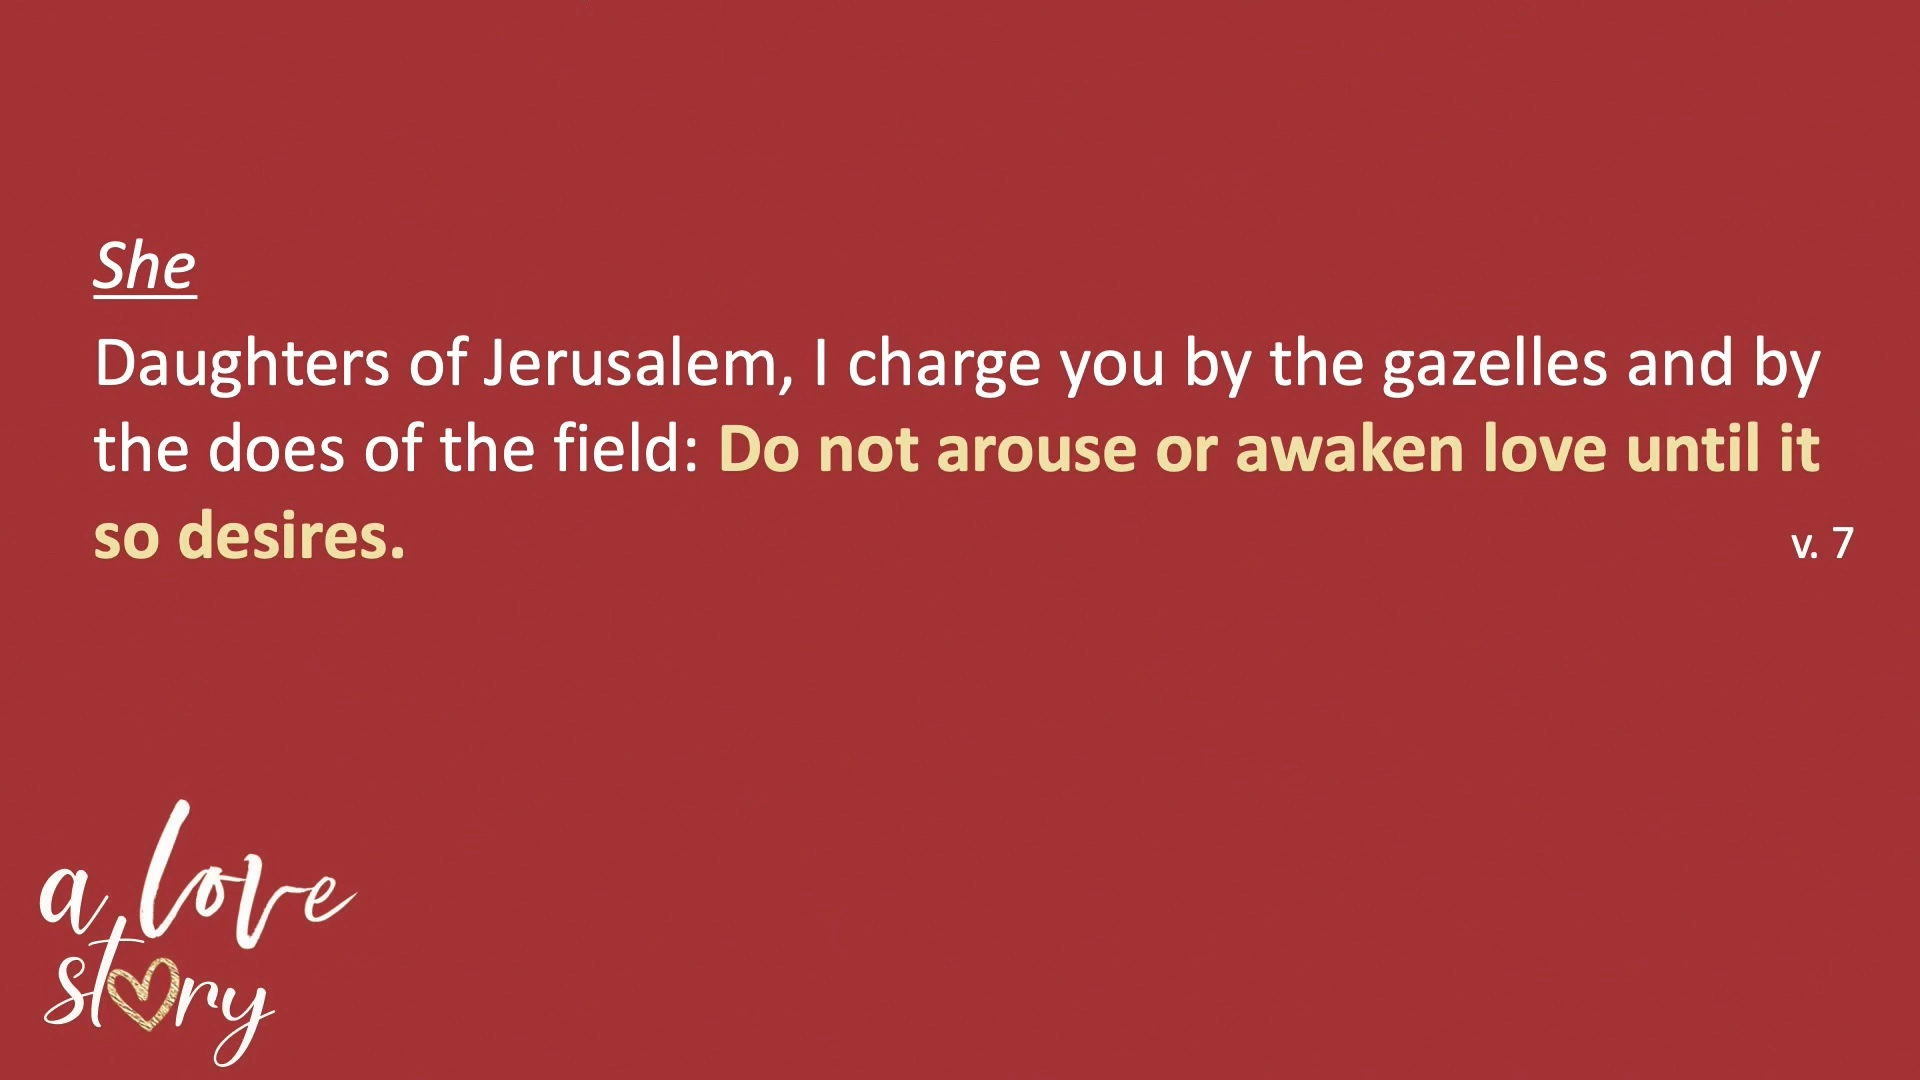 She
Daughters of Jerusalem, I charge you by the gazelles and by
the does of the field: Do not arouse or awaken love until it
so desires.
v. 7
a love
story